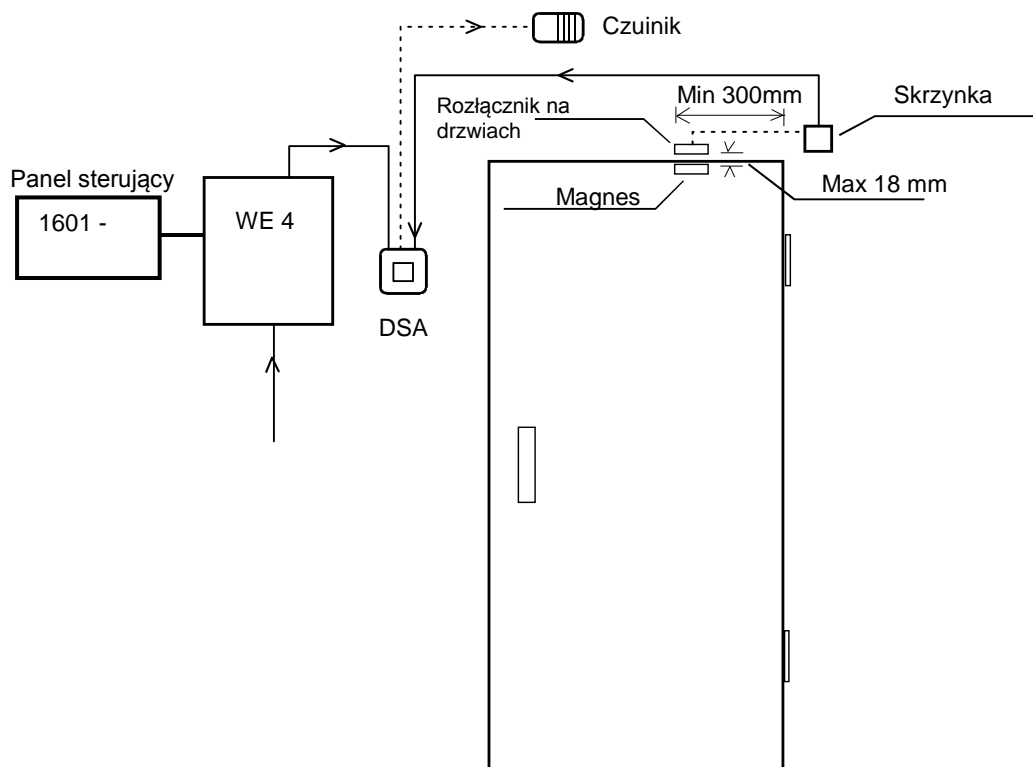 Czuinik
Rozłącznik na
drzwiach
Min 300mm
Skrzynka
Panel sterujący
1601 -
WE 4
Magnes
Max 18 mm
DSA